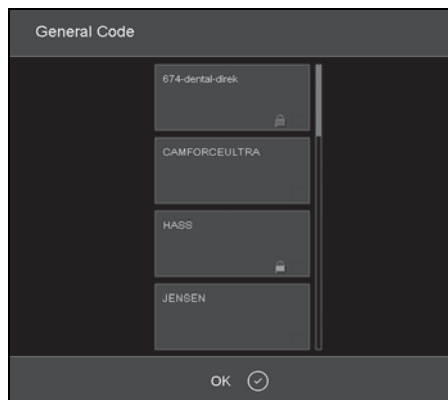 General Code
674-dental-direk
CAMFORCEULTRA
HASS
JENSEN
OK